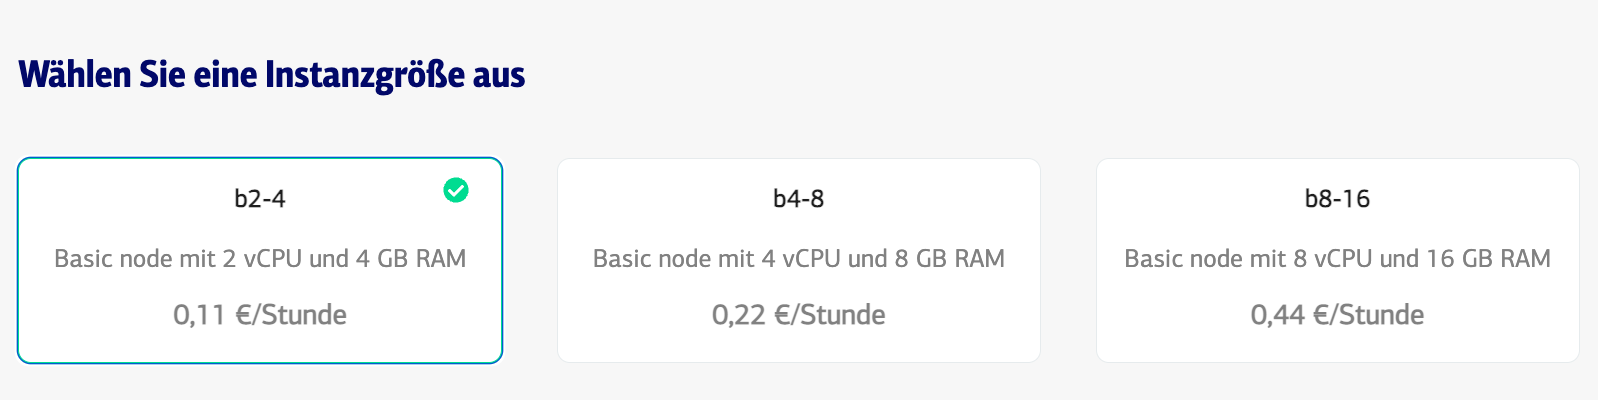 Wählen Sie eine Instanzgröße aus
b2-4
Basic node mit 2 vCPU und 4 GB RAM
0,11 €/Stunde
b4-8
Basic node mit 4 vCPU und 8 GB RAM
0,22 €/Stunde
b8-16
Basic node mit 8 vCPU und 16 GB RAM
0,44 €/Stunde